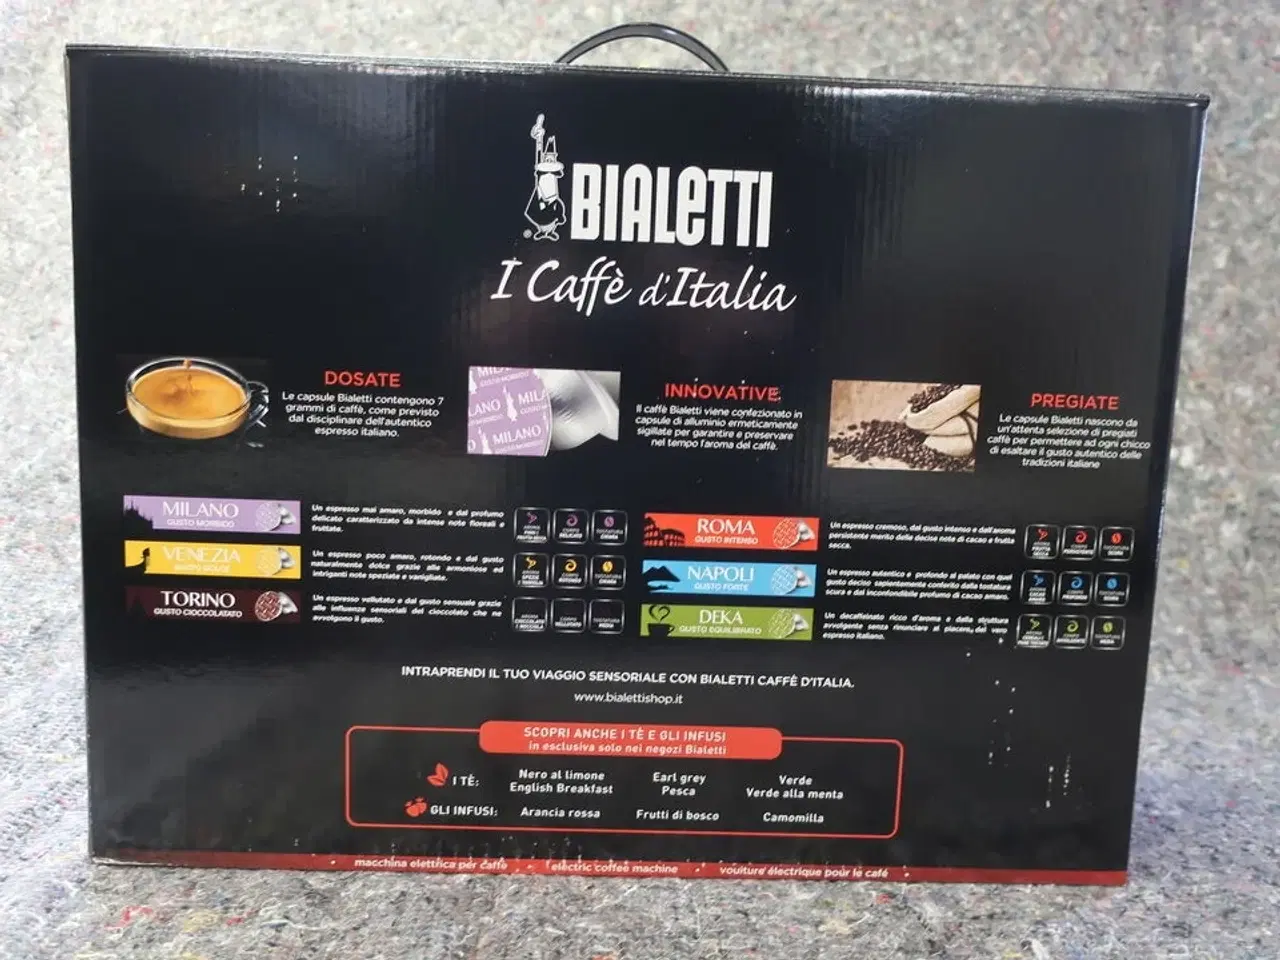 BIALETTI
I Caffè d'Italia
DOSATE
Le capsule Bialetti contengono 7
grammi di caffè, come previsto
dal disciplinare dell'autentico
espresso italiano.
MILANO
INNOVATIVE
Il caffè Bialetti viene confezionato in
capsule di alluminio ermeticamente
sigillate per garantire e preservare
nel tempo l'aroma del caffè.
PREGIATE
Le capsule Bialetti nascono da
un'attenta selezione di pregiati
caffè per permettere ad ogni chicco
di esaltare il gusto autentico delle
tradizioni italiane
MILANO
GUSTO MORBIDO
Un espresso mai amaro, morbido e dal profumo
delicato caratterizzato da intense note floreali e
fruttate.
VENEZIA
GUSTO DOLCE
Un espresso poco amaro, rotondo e dal gusto
naturalmente dolce grazie alle armoniose ed
intriganti note speziate e vanigliate.
TORINO
GUSTO CIOCCOLATATO
Un espresso vellutato e dal gusto sensuale grazie
alle influenze sensoriali del cioccolato che ne
avvolgono il gusto.
ROMA
GUSTO INTENSO
Un espresso cremoso, dal gusto intenso e dall'aroma
persistente merito delle decise note di cacao e frutta
secca.
NAPOLI
GUSTO FORTE
Un espresso autentico e profondo al palato con quel
gusto deciso sapientemente conferito dalla tostatura
scura e dal inconfondibile profumo di cacao amaro.
DEKA
GUSTO EQUILIBRATO
Un decaffeinato ricco d'aroma e dalla struttura
avvolgente senza rinunciare al piacere del vero
espresso italiano.
INTRAPRENDI IL TUO VIAGGIO SENSORIALE CON BIALETTI CAFFÈ D'ITALIA.
www.bialettishop.it
SCOPRI ANCHE I TÈ E GLI INFUSI
in esclusiva solo nei negozi Bialetti
I TÈ: Nero al limone Earl grey Verde
English Breakfast Pesca Verde alla menta
GLI INFUSI: Arancia rossa Frutti di bosco Camomilla
macchina elettrica per caffè · electric coffee machine · voulture électrique pour le café